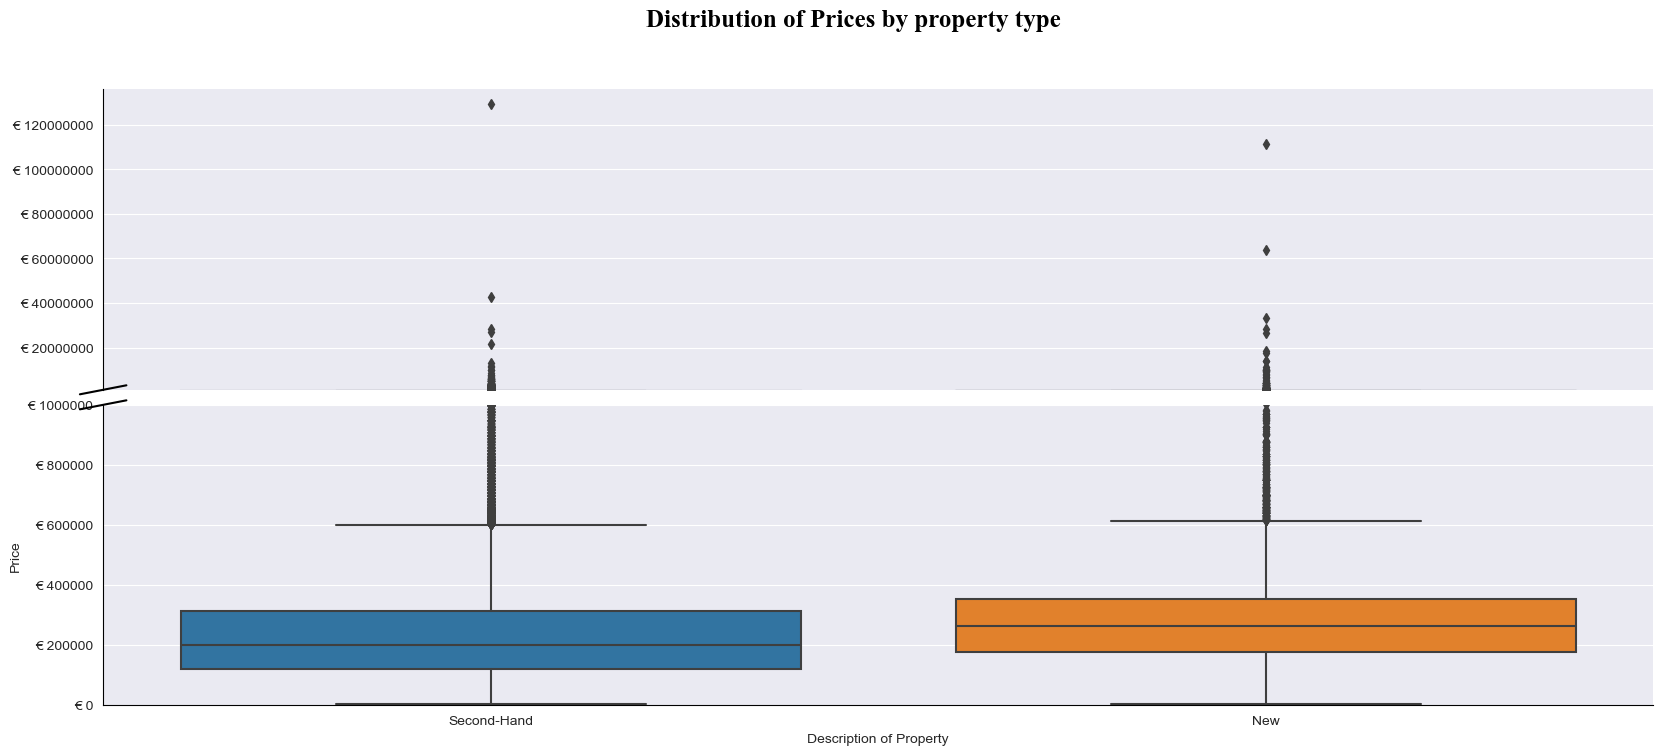 Distribution of Prices by property type
€ 120000000
€ 100000000
€ 80000000
€ 60000000
€ 40000000
€ 20000000
€ 1000000
€ 800000
€ 600000
€ 400000
€ 200000
€ 0
Price
Second-Hand
New
Description of Property